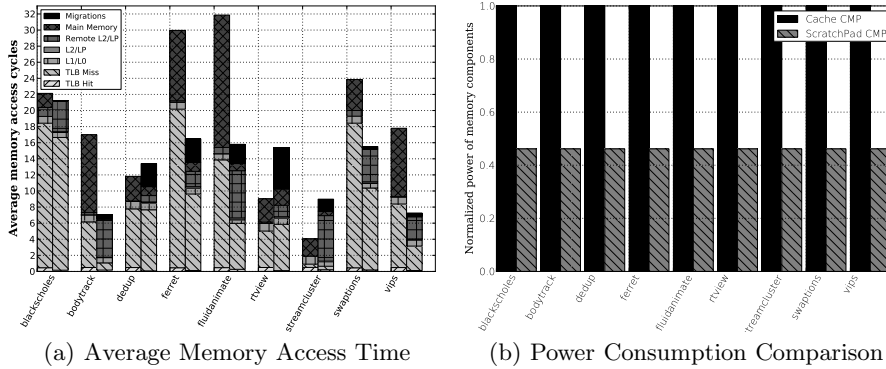 Average memory access cycles
32
30
28
26
24
22
20
18
16
14
12
10
8
6
4
2
0
Migrations
Main Memory
Remote L2/LP
L2/LP
L1/L0
TLB Miss
TLB Hit
blackscholes
bodytrack
dedup
ferret
fluidanimate
rtview
streamcluster
swaptions
vips
(a) Average Memory Access Time
Normalized power of memory components
1.0
0.8
0.6
0.4
0.2
0.0
Cache CMP
ScratchPad CMP
blackscholes
bodytrack
dedup
ferret
fluidanimate
rtview
treamcluster
swaptions
vips
(b) Power Consumption Comparison